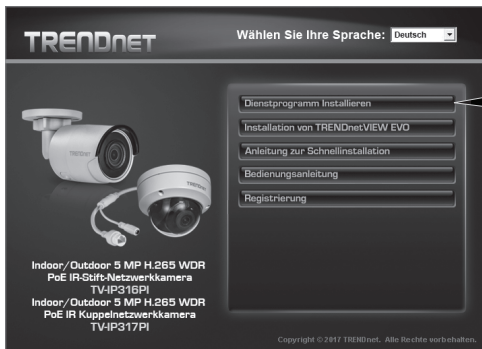 TRENDNET
Wählen Sie Ihre Sprache: Deutsch
Dienstprogramm Installieren
Installation von TRENDnetVIEW EVO
Anleitung zur Schnellinstallation
Bedienungsanleitung
Registrierung
TRENDNET
Indoor/Outdoor 5 MP H.265 WDR
PoE IR-Stift-Netzwerkkamera
TV-IP316PI
Indoor/Outdoor 5 MP H.265 WDR
PoE IR Kuppelnetzwerkkamera
TV-IP317PI
Copyright © 2017 TRENDnet. Alle Rechte vorbehalten.